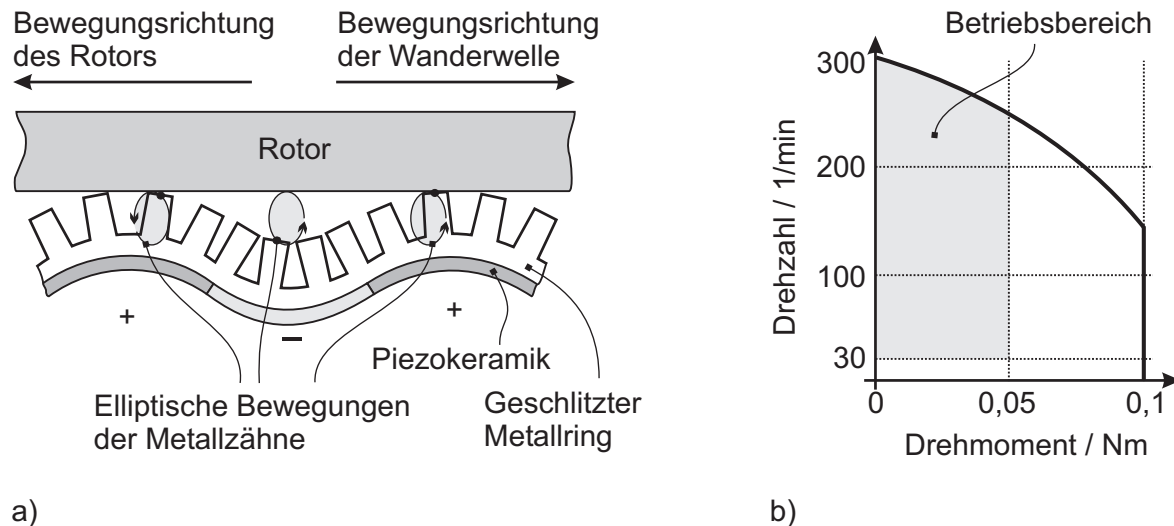 Bewegungsrichtung
des Rotors
Bewegungsrichtung
der Wanderwelle
Rotor
+
−
+
Piezokeramik
Elliptische Bewegungen
der Metallzähne
Geschlitzter
Metallring
a)
Betriebsbereich
Drehzahl / 1/min
300
200
100
30
0
0,05
0,1
Drehmoment / Nm
b)